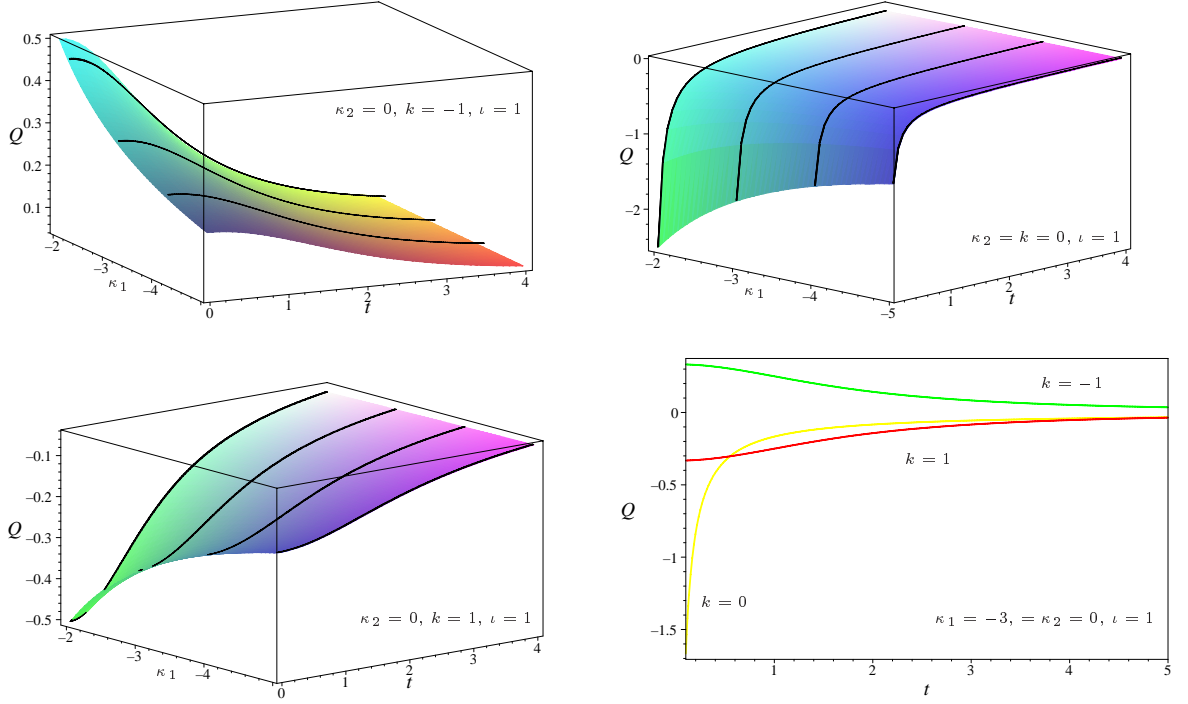 0.5
0.4
0.3
0.2
0.1
Q
−2
−3
−4
κ1
0
1
2
3
4
t
κ2 = 0, k = −1, ι = 1
0
−1
−2
Q
−2
−3
−4
−5
κ1
1
2
3
4
t
κ2 = k = 0, ι = 1
−0.1
−0.2
−0.3
−0.4
−0.5
Q
−2
−3
−4
κ1
0
1
2
3
4
t
κ2 = 0, k = 1, ι = 1
0
−0.5
−1
−1.5
Q
k = −1
k = 1
k = 0
κ1 = −3, = κ2 = 0, ι = 1
1
2
3
4
5
t